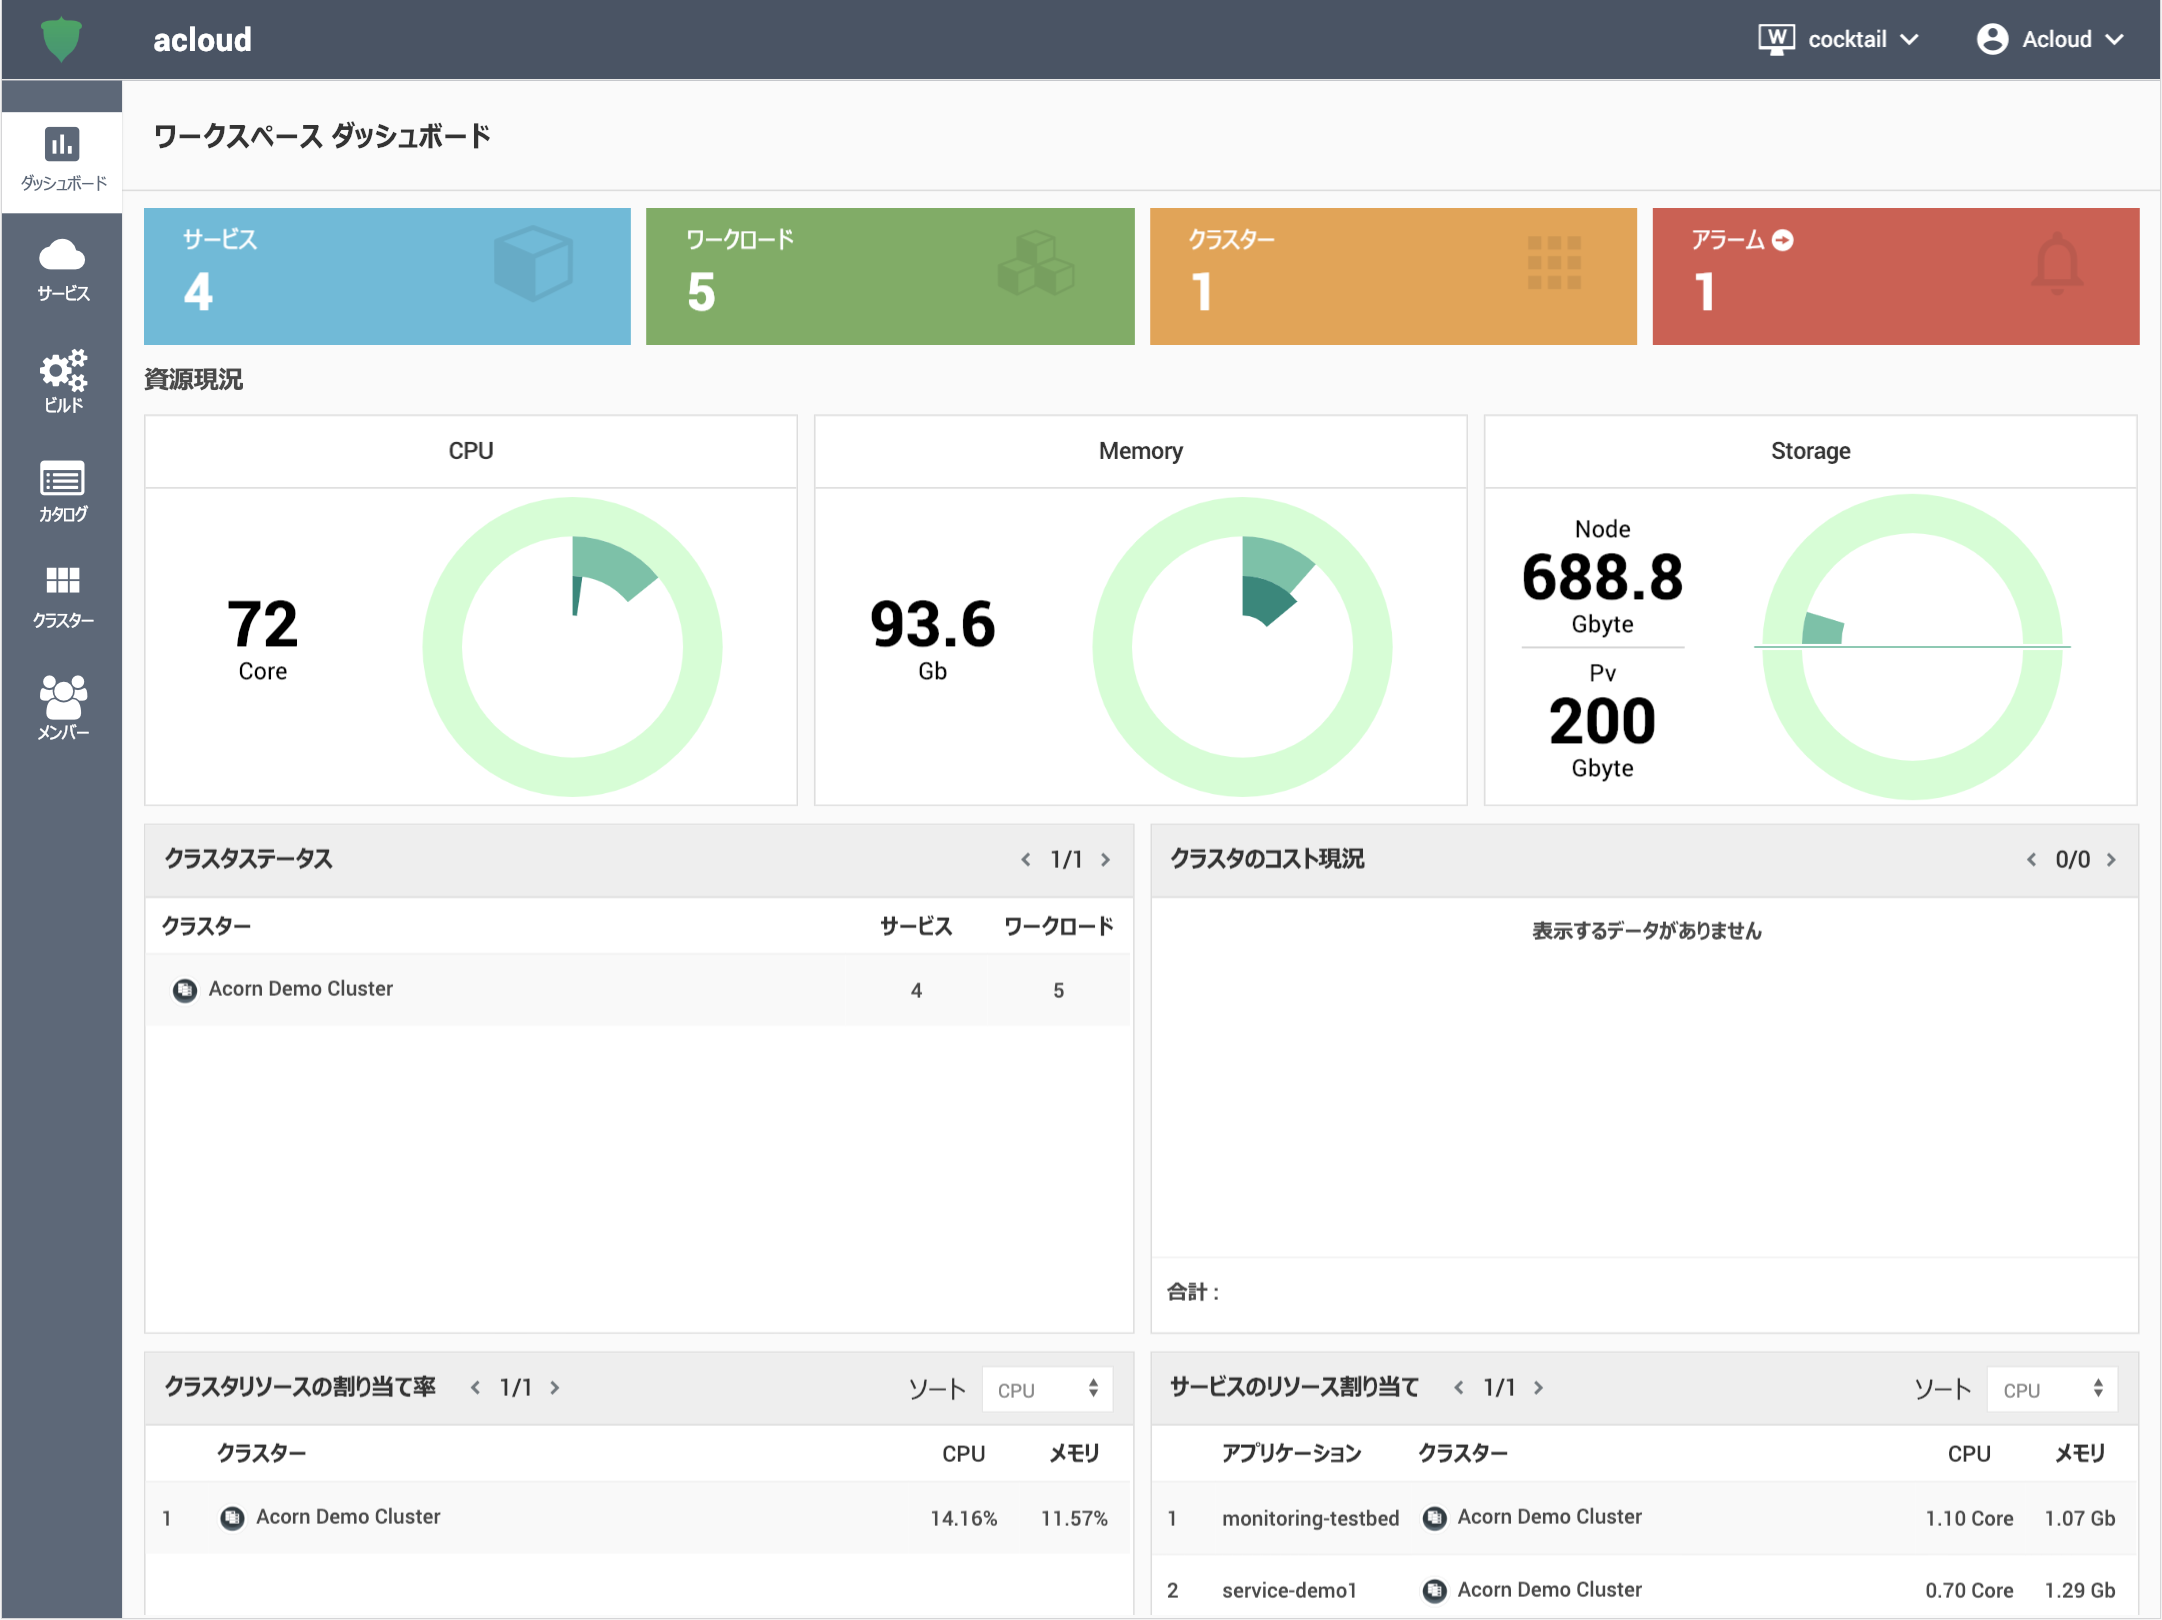 acloud
W cocktail
Acloud
ダッシュボード
サービス
ビルド
カタログ
クラスター
メンバー
ワークスペース ダッシュボード
サービス
4
ワークロード
5
クラスター
1
アラーム
1
資源現況
CPU
72
Core
Memory
93.6
Gb
Storage
Node
688.8
Gbyte
Pv
200
Gbyte
クラスタステータス
1/1
クラスター サービス ワークロード
Acorn Demo Cluster 4 5
クラスタのコスト現況
0/0
表示するデータがありません
合計 :
クラスタリソースの割り当て率 1/1 ソート CPU
クラスター CPU メモリ
1 Acorn Demo Cluster 14.16% 11.57%
サービスのリソース割り当て 1/1 ソート CPU
アプリケーション クラスター CPU メモリ
1 monitoring-testbed Acorn Demo Cluster 1.10 Core 1.07 Gb
2 service-demo1 Acorn Demo Cluster 0.70 Core 1.29 Gb